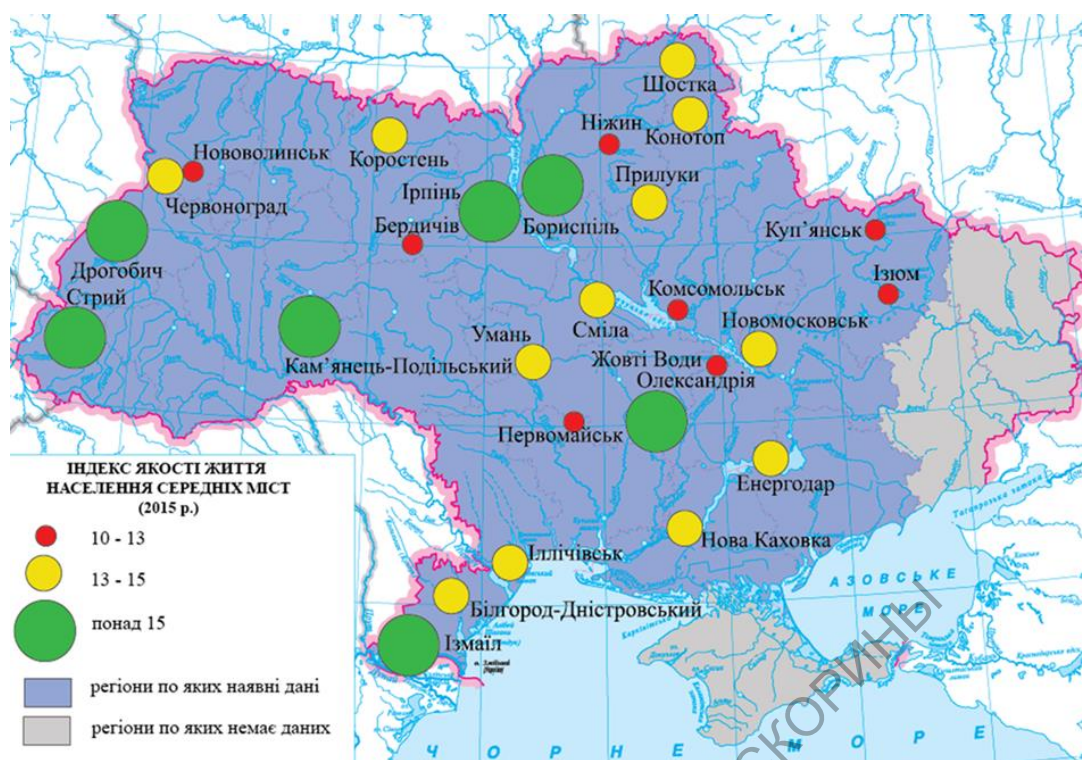 Шостка
Ніжин
Конотоп
Нововолинськ
Коростень
Прилуки
Червоноград
Ірпінь
Бердичів
Бориспіль
Куп’янськ
Дрогобич
Стрий
Ізюм
Комсомольськ
Сміла
Новомосковськ
Умань
Жовті Води
Кам’янець-Подільський
Олександрія
Первомайськ
Енергодар
Нова Каховка
Іллічівськ
Білгород-Дністровський
Ізмаїл
Таганрозька затока
АЗОВСЬКЕ
МОРЕ
ЧОРНЕ МОРЕ
ІНДЕКС ЯКОСТІ ЖИТТЯ
НАСЕЛЕННЯ СЕРЕДНІХ МІСТ
(2015 р.)
10 - 13
13 - 15
понад 15
регіони по яких наявні дані
регіони по яких немає даних
СКОРИНЫ